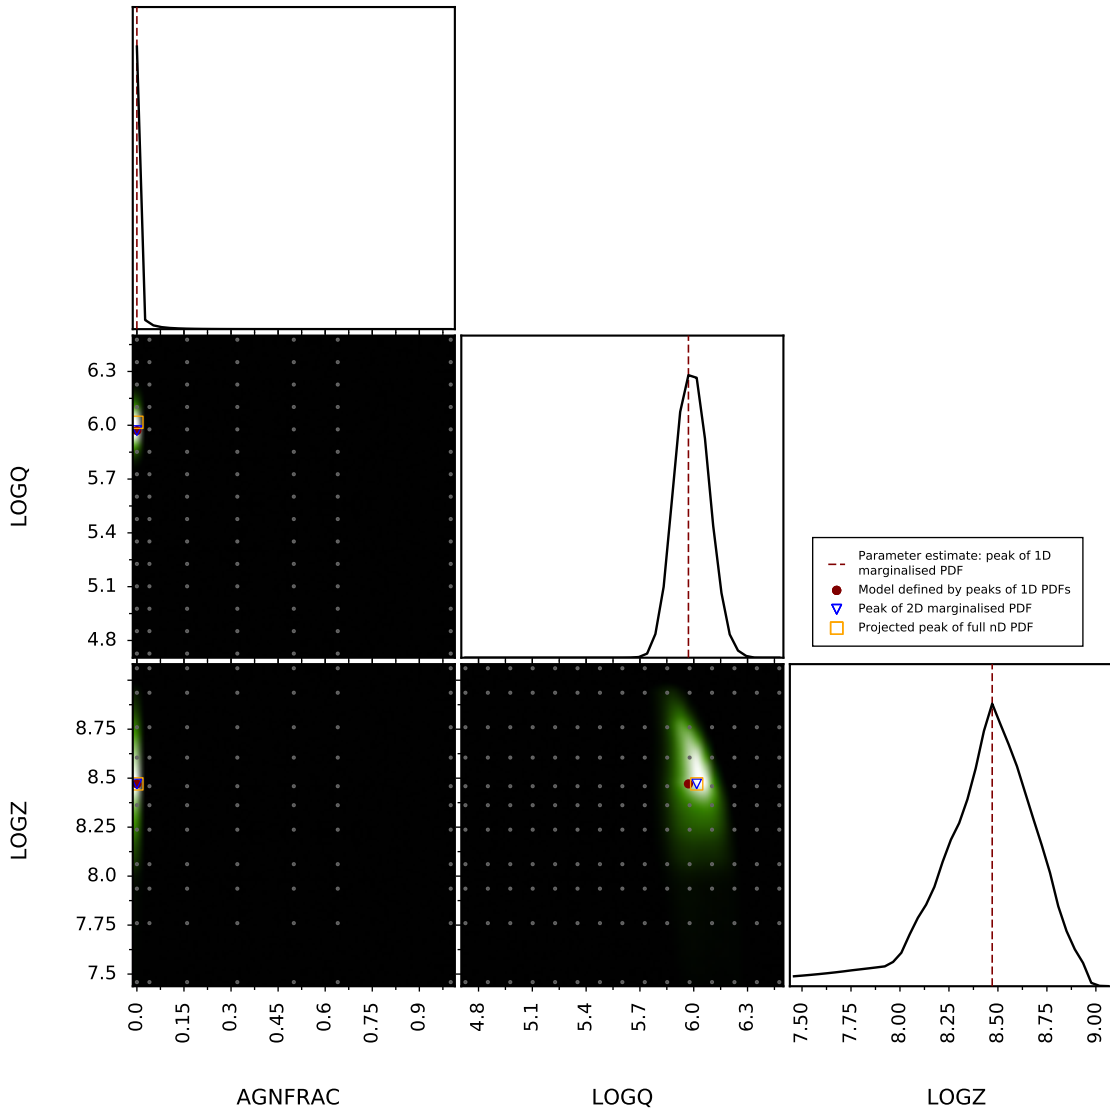 6.3
6.0
5.7
5.4
5.1
4.8
LOGQ
Parameter estimate: peak of 1D
marginalised PDF
Model defined by peaks of 1D PDFs
Peak of 2D marginalised PDF
Projected peak of full nD PDF
8.75
8.5
8.25
8.0
7.75
7.5
LOGZ
0.0 0.15 0.3 0.45 0.6 0.75 0.9
4.8 5.1 5.4 5.7 6.0 6.3
7.50 7.75 8.00 8.25 8.50 8.75 9.00
AGNFRAC LOGQ LOGZ